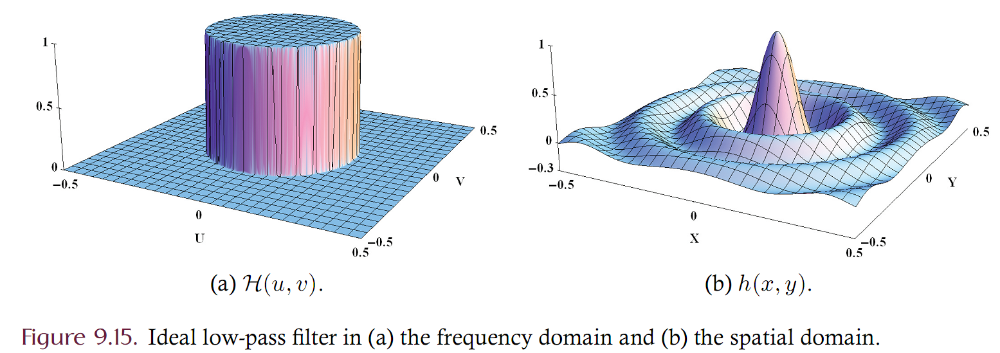 1
0.5
0
−0.5
0
U
0.5
−0.5
0
V
0.5
(a) H(u, v).
1
0.5
0
−0.3
−0.5
0
X
0.5
−0.5
0
Y
0.5
(b) h(x, y).
Figure 9.15. Ideal low-pass filter in (a) the frequency domain and (b) the spatial domain.